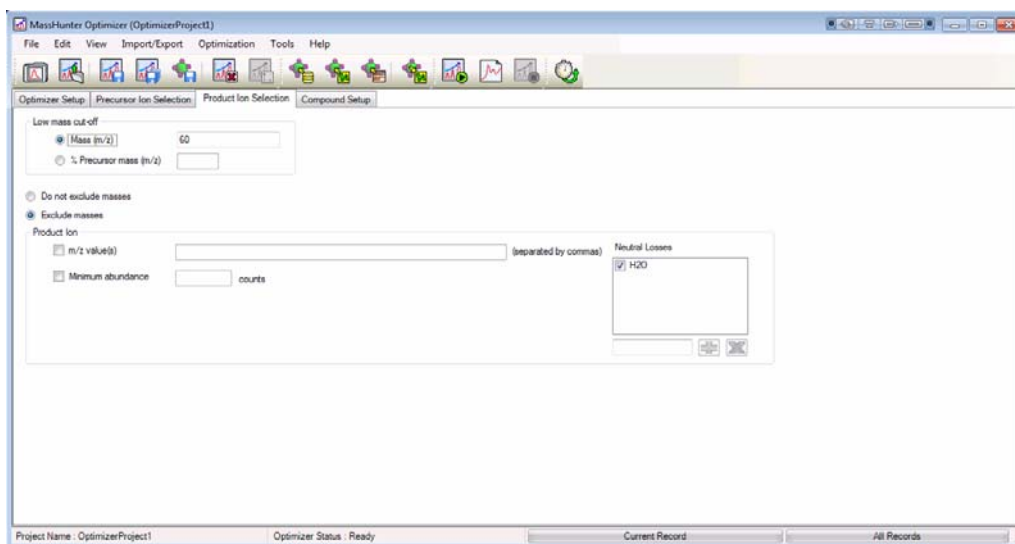 MassHunter Optimizer (OptimizerProject1)
File Edit View Import/Export Optimization Tools Help
Optimizer Setup Precursor Ion Selection Product Ion Selection Compound Setup
Low mass cut-off
Mass (m/z) 60
% Precursor mass (m/z)
Do not exclude masses
Exclude masses
Product Ion
m/z value(s) (separated by commas) Neutral Losses
H2O
Minimum abundance counts
Project Name : OptimizerProject1 Optimizer Status : Ready Current Record All Records